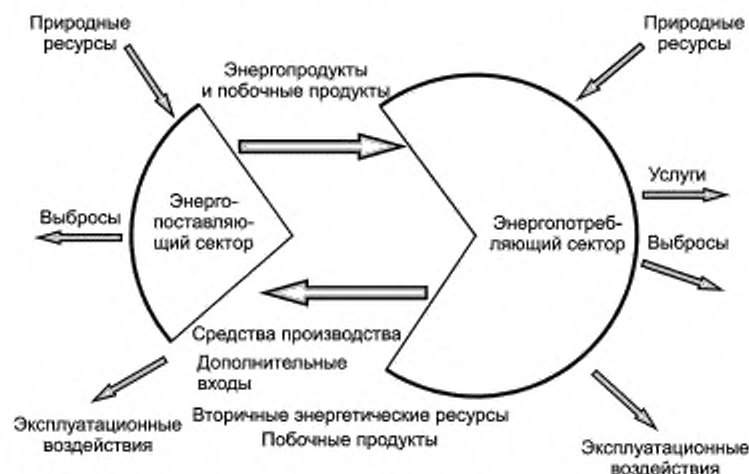 Природные
ресурсы
Природные
ресурсы
Энергопродукты
и побочные продукты
Энерго-
поставляю-
щий сектор
Выбросы
Энергопотреб-
ляющий сектор
Услуги
Выбросы
Средства производства
Дополнительные
входы
Вторичные энергетические ресурсы
Побочные продукты
Эксплуатационные
воздействия
Эксплуатационные
воздействия